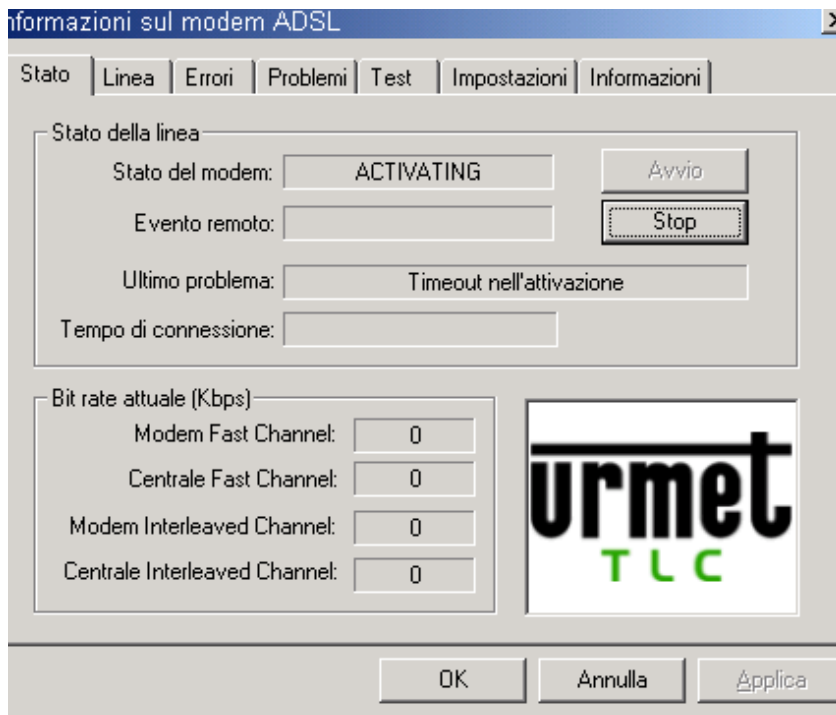 nformazioni sul modem ADSL
Stato Linea Errori Problemi Test Impostazioni Informazioni
Stato della linea
Stato del modem: ACTIVATING Avvio
Evento remoto: Stop
Ultimo problema: Timeout nell'attivazione
Tempo di connessione:
Bit rate attuale (Kbps)
Modem Fast Channel: 0
Centrale Fast Channel: 0
Modem Interleaved Channel: 0
Centrale Interleaved Channel: 0
urmet
TLC
OK Annulla Applica